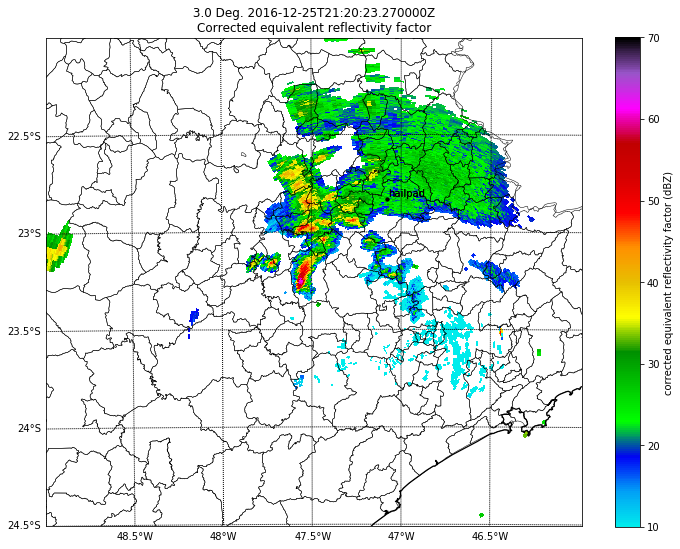 3.0 Deg. 2016-12-25T21:20:23.270000Z
Corrected equivalent reflectivity factor
22.5°S
23°S
23.5°S
24°S
24.5°S
48.5°W
48°W
47.5°W
47°W
46.5°W
70
60
50
40
30
20
10
corrected equivalent reflectivity factor (dBZ)